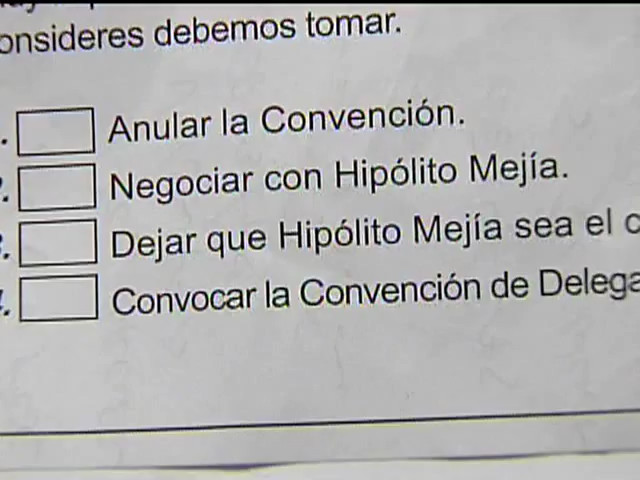 onsideres debemos tomar.
Anular la Convención.
Negociar con Hipólito Mejía.
Dejar que Hipólito Mejía sea el c
Convocar la Convención de Delega